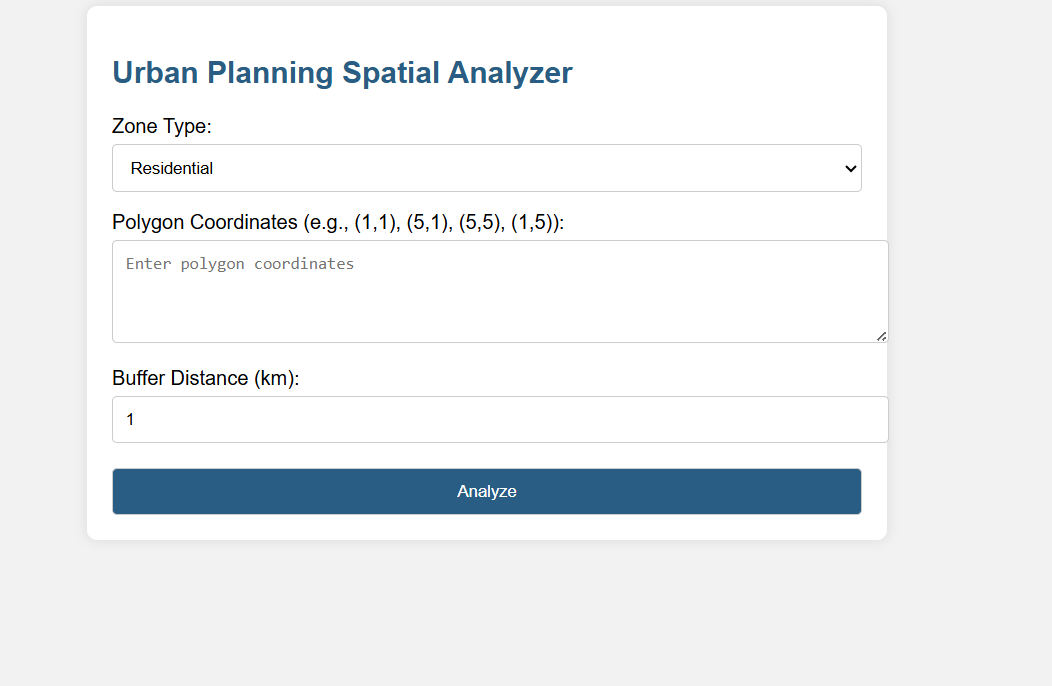 Urban Planning Spatial Analyzer
Zone Type:
Residential
Polygon Coordinates (e.g., (1,1), (5,1), (5,5), (1,5)):
Enter polygon coordinates
Buffer Distance (km):
1
Analyze